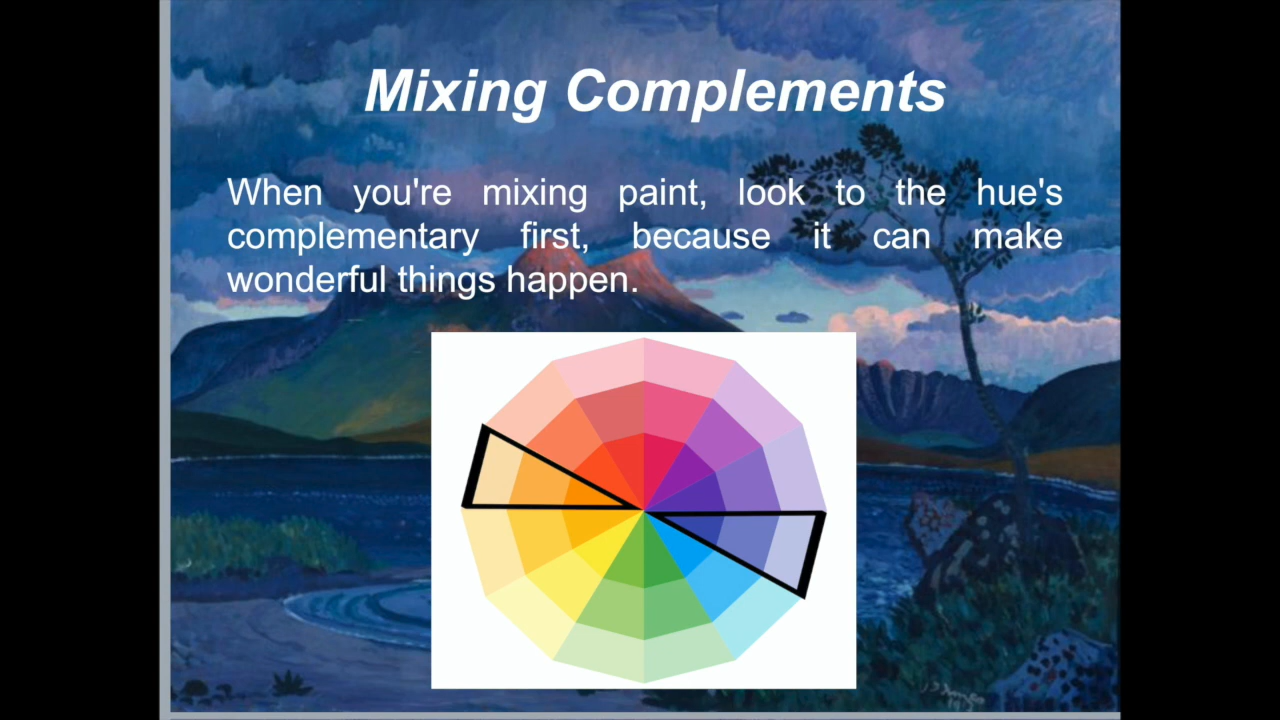 Mixing Complements
When you're mixing paint, look to the hue's
complementary first, because it can make
wonderful things happen.